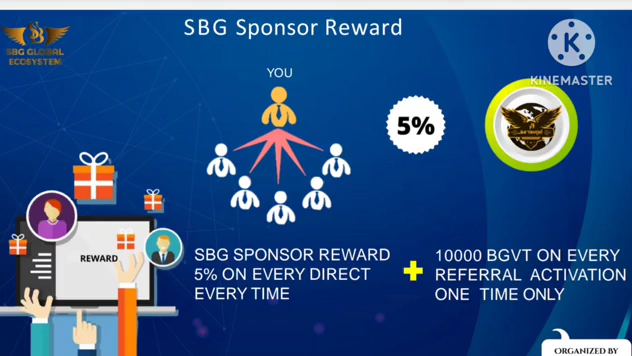 SBG Sponsor Reward
SBG GLOBAL
ECOSYSTEM
KINEMASTER
YOU
5%
REWARD
SBG SPONSOR REWARD
5% ON EVERY DIRECT
EVERY TIME
+
10000 BGVT ON EVERY
REFERRAL ACTIVATION
ONE TIME ONLY
ORGANIZED BY